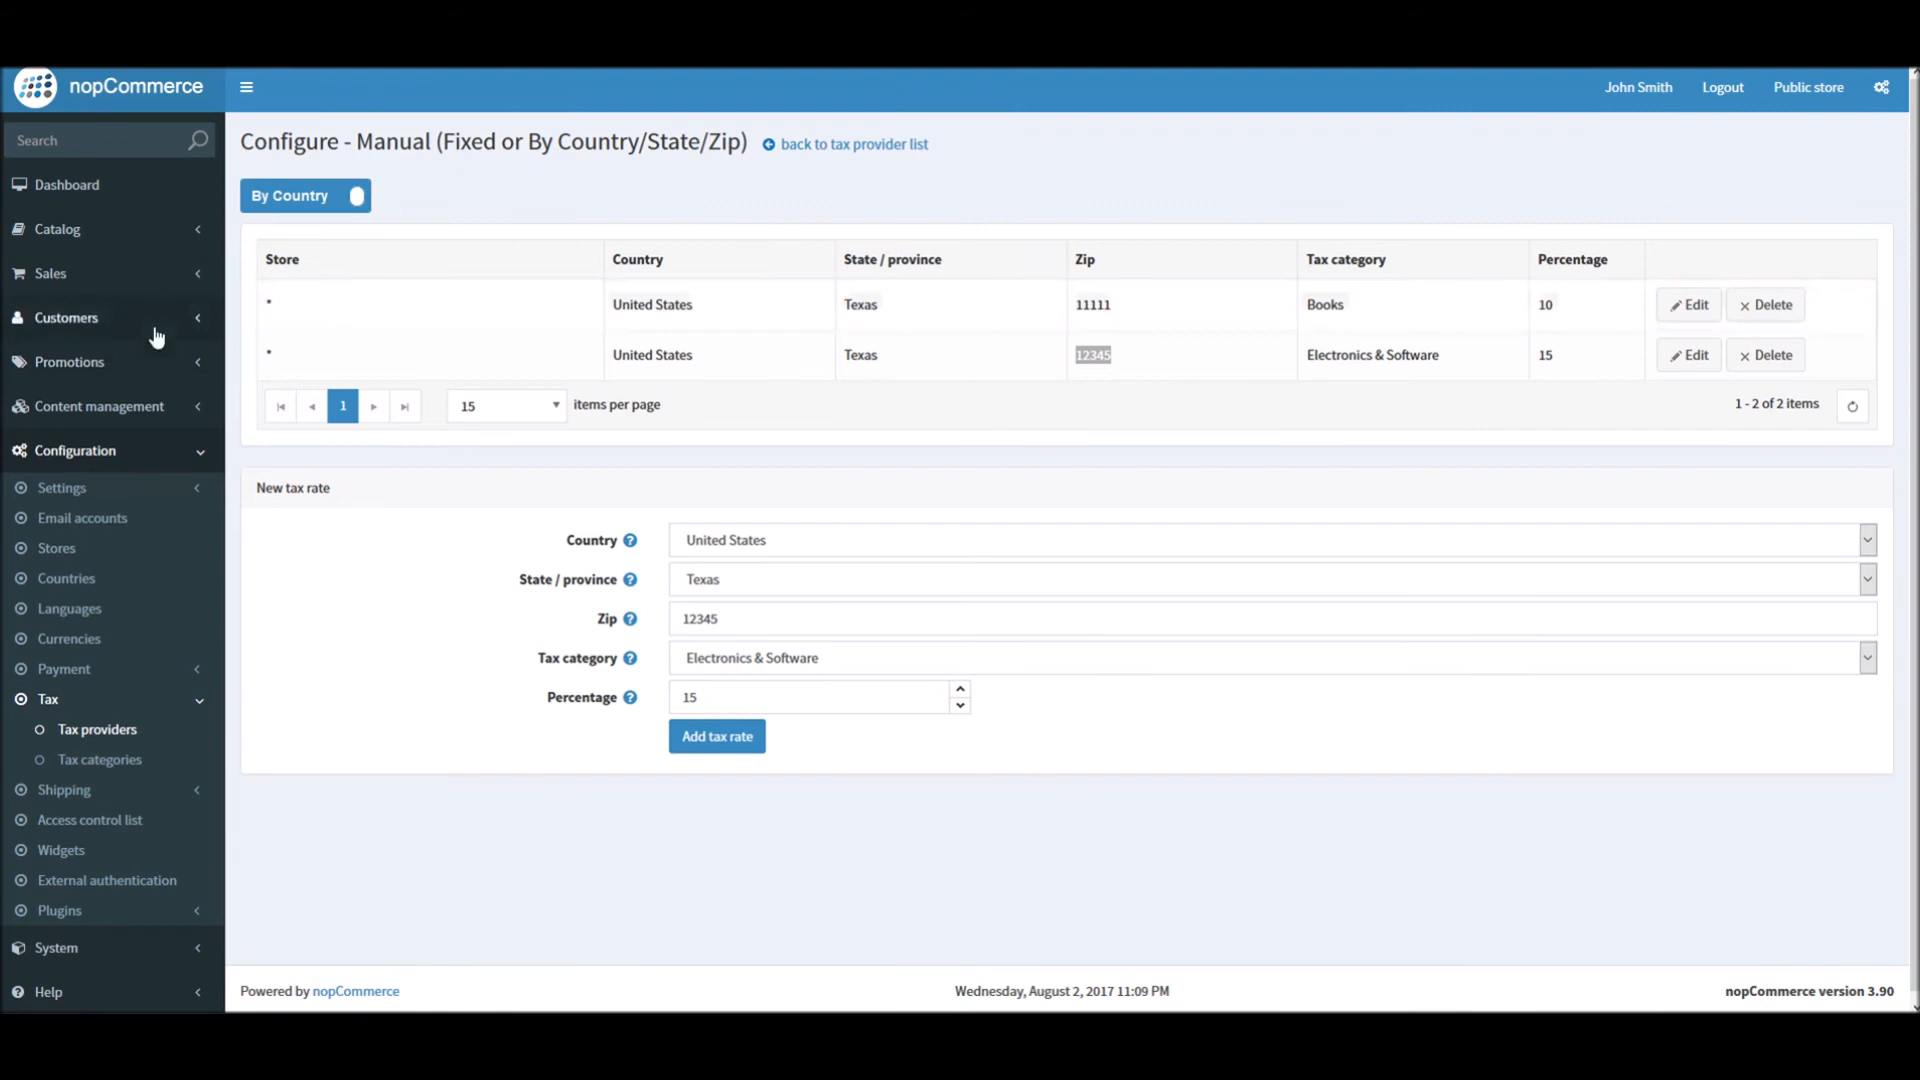 nopCommerce
John Smith Logout Public store
Search
Dashboard
Catalog
Sales
Customers
Promotions
Content management
Configuration
Settings
Email accounts
Stores
Countries
Languages
Currencies
Payment
Tax
Tax providers
Tax categories
Shipping
Access control list
Widgets
External authentication
Plugins
System
Help
Configure - Manual (Fixed or By Country/State/Zip) back to tax provider list
By Country
Store Country State / province Zip Tax category Percentage
* United States Texas 11111 Books 10 Edit Delete
* United States Texas 12345 Electronics & Software 15 Edit Delete
1 15 items per page 1 - 2 of 2 items
New tax rate
Country ? United States
State / province ? Texas
Zip ? 12345
Tax category ? Electronics & Software
Percentage ? 15
Add tax rate
Powered by nopCommerce Wednesday, August 2, 2017 11:09 PM nopCommerce version 3.90